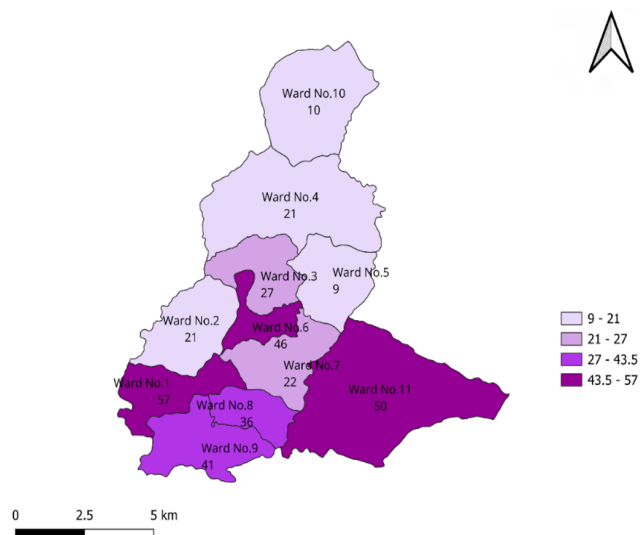 Ward No.10
10
Ward No.4
21
Ward No.3
27
Ward No.5
9
Ward No.2
21
Ward No.6
46
Ward No.7
22
Ward No.1
57
Ward No.11
50
Ward No.8
36
Ward No.9
41
9 - 21
21 - 27
27 - 43.5
43.5 - 57
0 2.5 5 km